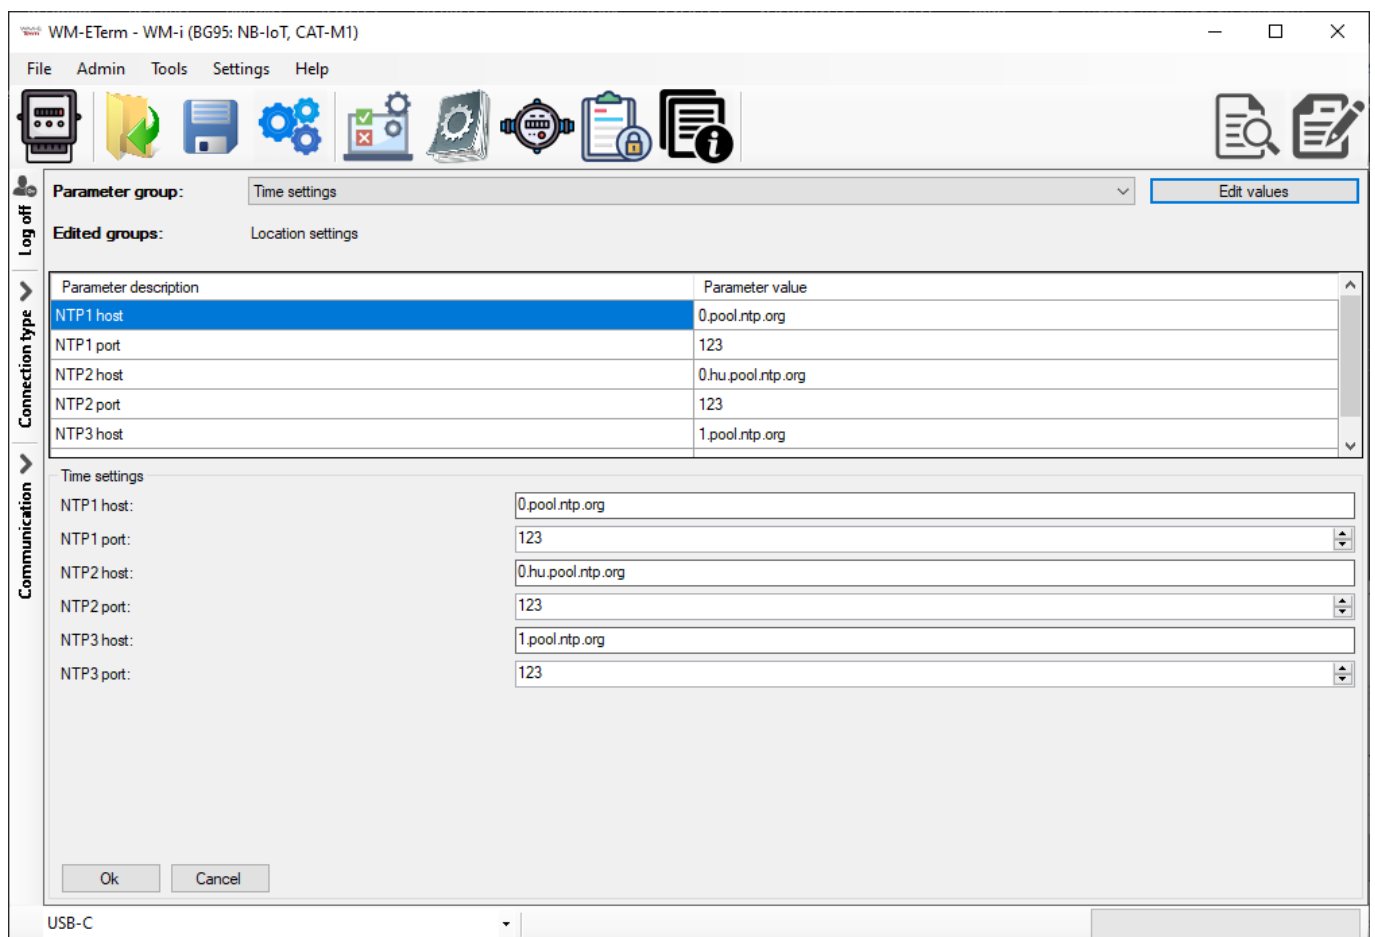 WM-ETerm - WM-i (BG95: NB-IoT, CAT-M1)
File Admin Tools Settings Help
Log off
Connection type
Communication
Parameter group: Time settings Edit values
Edited groups: Location settings
Parameter description Parameter value
NTP1 host 0.pool.ntp.org
NTP1 port 123
NTP2 host 0.hu.pool.ntp.org
NTP2 port 123
NTP3 host 1.pool.ntp.org
Time settings
NTP1 host: 0.pool.ntp.org
NTP1 port: 123
NTP2 host: 0.hu.pool.ntp.org
NTP2 port: 123
NTP3 host: 1.pool.ntp.org
NTP3 port: 123
Ok Cancel
USB-C